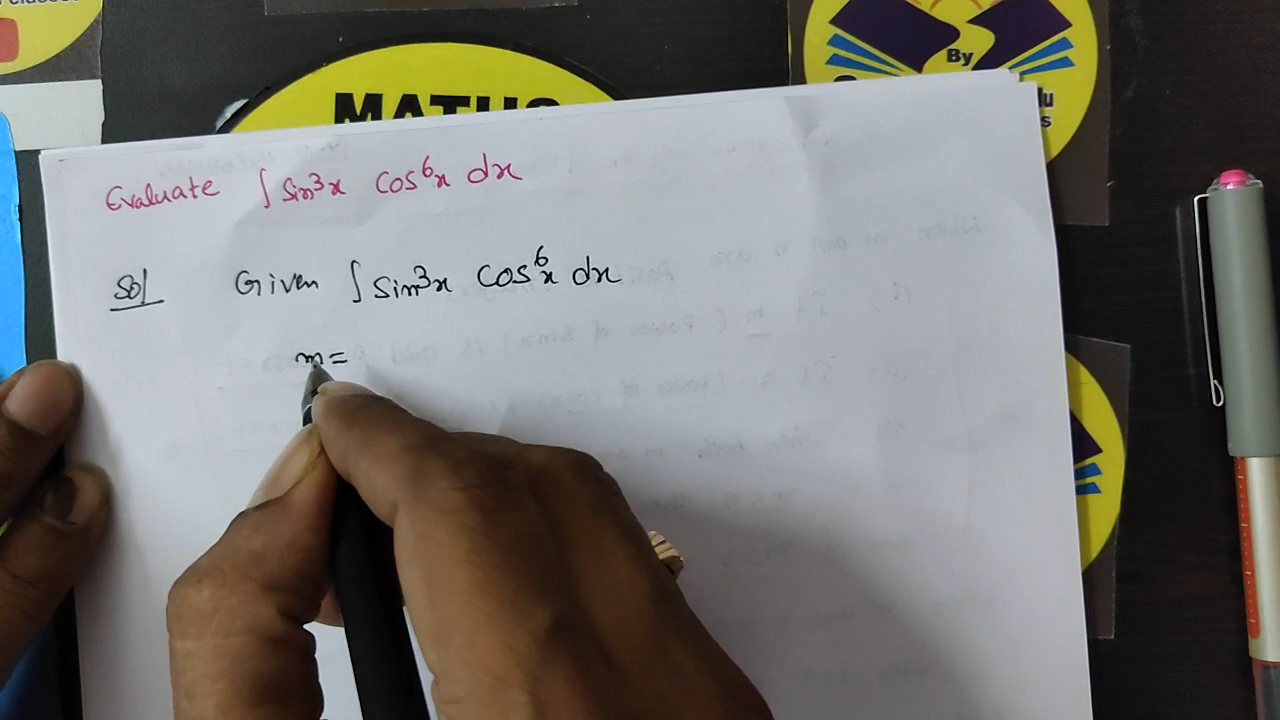 MATHS
By
Evaluate ∫ sin³x cos⁶x dx
Sol Given ∫ sin³x cos⁶x dx
m =